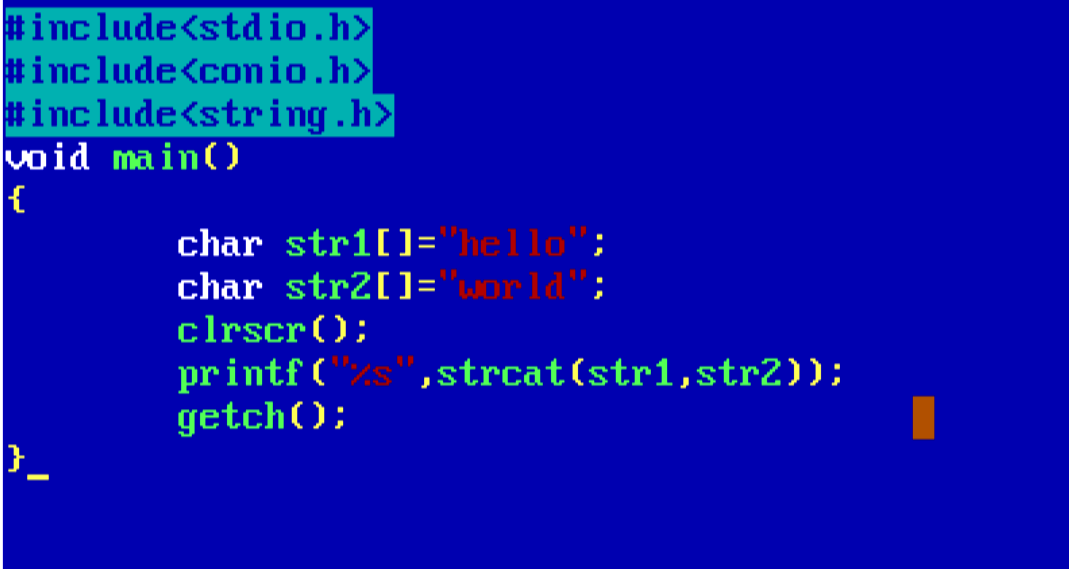 #include<stdio.h>
#include<conio.h>
#include<string.h>
void main()
{
        char str1[]="hello";
        char str2[]="world";
        clrscr();
        printf("%s",strcat(str1,str2));
        getch();
}_